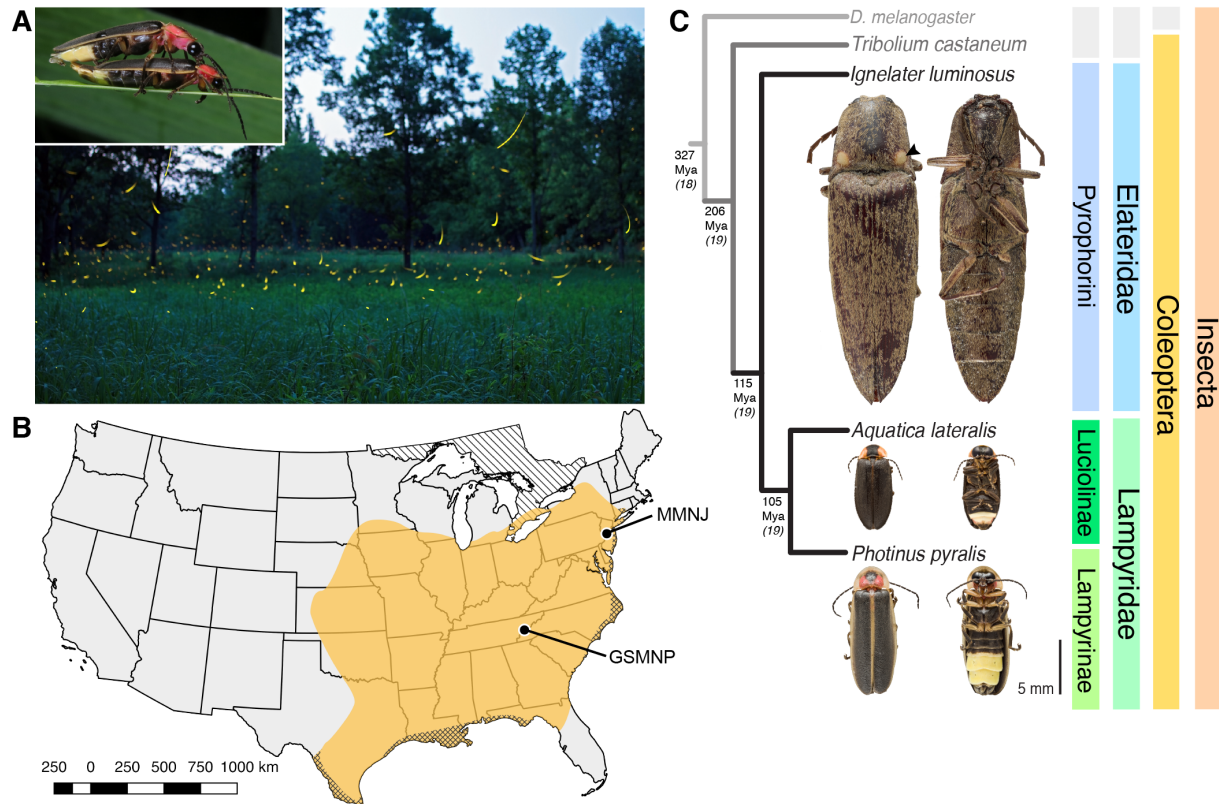 A
B
MMNJ
GSMNP
250 0 250 500 750 1000 km
C
D. melanogaster
Tribolium castaneum
Ignelater luminosus
327
Mya
(18)
206
Mya
(19)
115
Mya
(19)
Aquatica lateralis
105
Mya
(19)
Photinus pyralis
5 mm
Pyrophorini
Luciolinae
Lampyrinae
Elateridae
Lampyridae
Coleoptera
Insecta